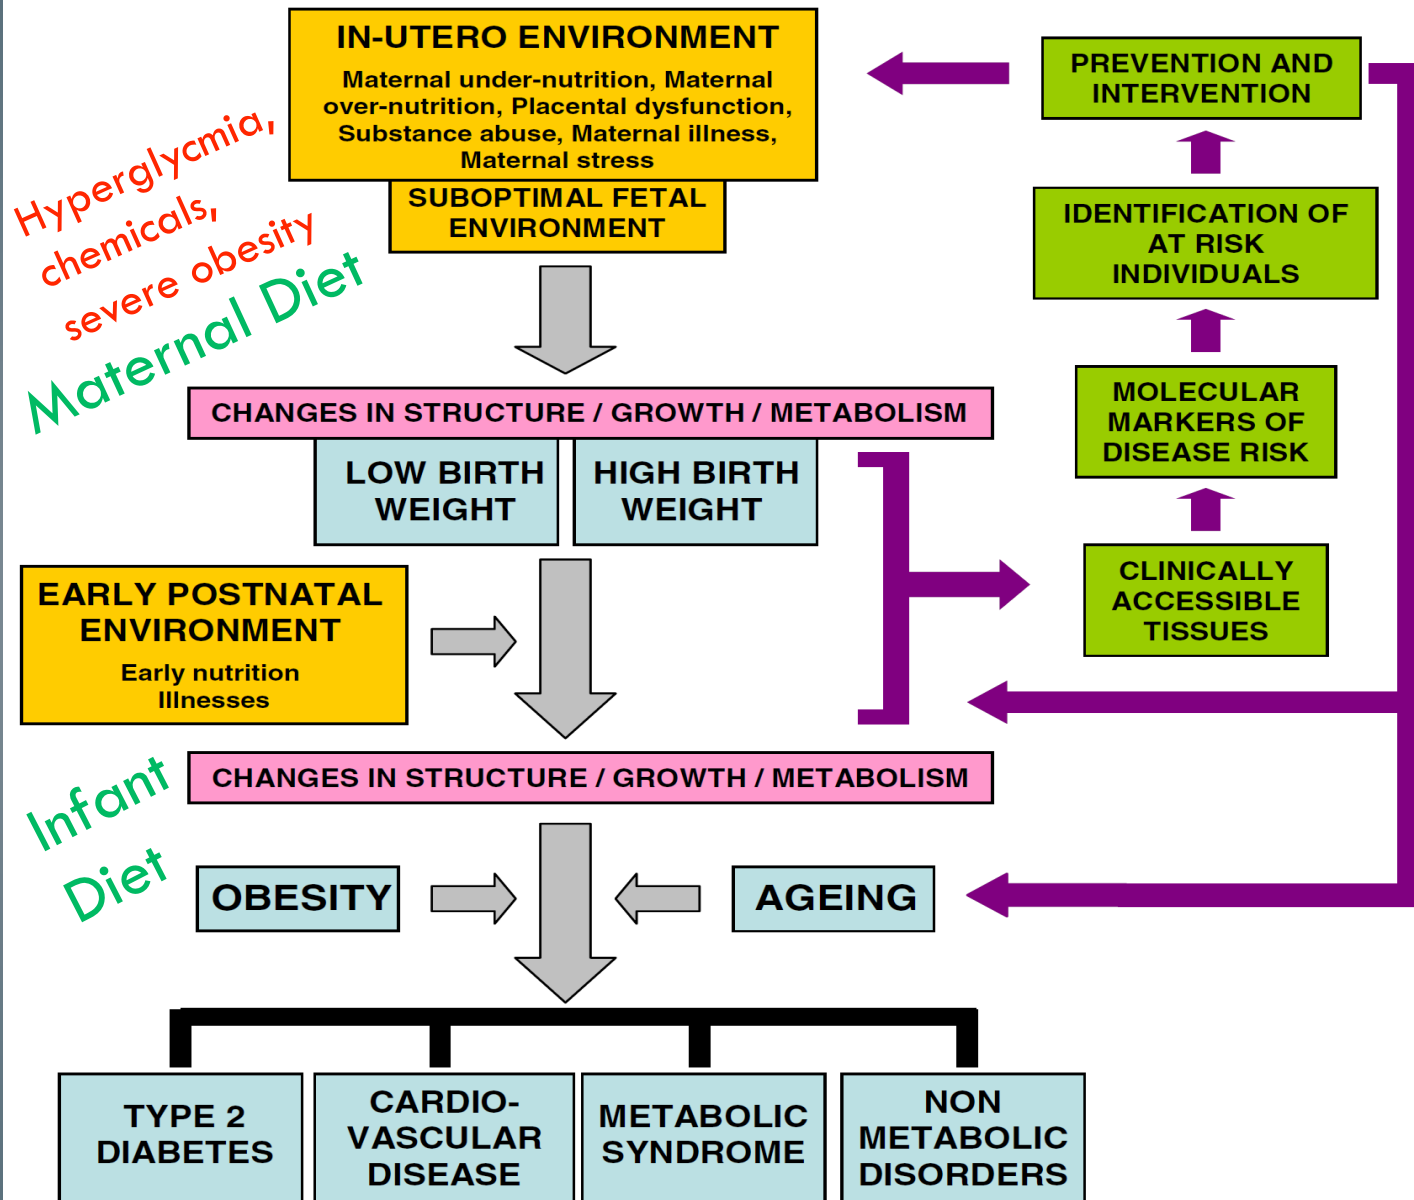 IN-UTERO ENVIRONMENT
Maternal under-nutrition, Maternal
over-nutrition, Placental dysfunction,
Substance abuse, Maternal illness,
Maternal stress
SUBOPTIMAL FETAL
ENVIRONMENT
PREVENTION AND
INTERVENTION
IDENTIFICATION OF
AT RISK
INDIVIDUALS
MOLECULAR
MARKERS OF
DISEASE RISK
CLINICALLY
ACCESSIBLE
TISSUES
Hyperglycmia,
chemicals,
severe obesity
Maternal Diet
CHANGES IN STRUCTURE / GROWTH / METABOLISM
LOW BIRTH
WEIGHT
HIGH BIRTH
WEIGHT
EARLY POSTNATAL
ENVIRONMENT
Early nutrition
Illnesses
CHANGES IN STRUCTURE / GROWTH / METABOLISM
Infant
Diet
OBESITY
AGEING
TYPE 2
DIABETES
CARDIO-
VASCULAR
DISEASE
METABOLIC
SYNDROME
NON
METABOLIC
DISORDERS